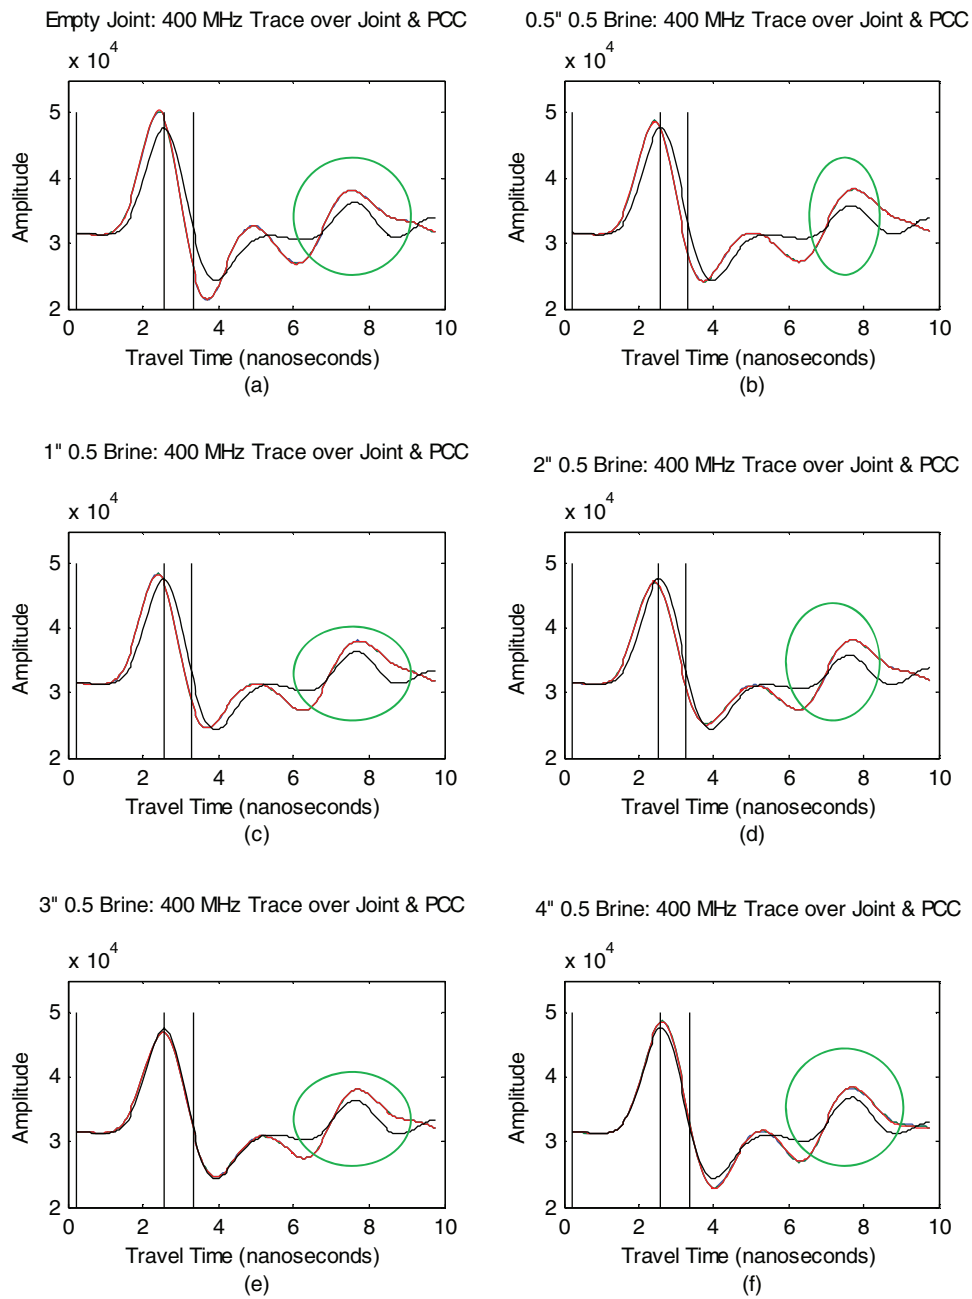 Empty Joint: 400 MHz Trace over Joint & PCC
x 10^4
5
4
3
2
0 2 4 6 8 10
Amplitude
Travel Time (nanoseconds)
(a)
0.5" 0.5 Brine: 400 MHz Trace over Joint & PCC
x 10^4
5
4
3
2
0 2 4 6 8 10
Amplitude
Travel Time (nanoseconds)
(b)
1" 0.5 Brine: 400 MHz Trace over Joint & PCC
x 10^4
5
4
3
2
0 2 4 6 8 10
Amplitude
Travel Time (nanoseconds)
(c)
2" 0.5 Brine: 400 MHz Trace over Joint & PCC
x 10^4
5
4
3
2
0 2 4 6 8 10
Amplitude
Travel Time (nanoseconds)
(d)
3" 0.5 Brine: 400 MHz Trace over Joint & PCC
x 10^4
5
4
3
2
0 2 4 6 8 10
Amplitude
Travel Time (nanoseconds)
(e)
4" 0.5 Brine: 400 MHz Trace over Joint & PCC
x 10^4
5
4
3
2
0 2 4 6 8 10
Amplitude
Travel Time (nanoseconds)
(f)